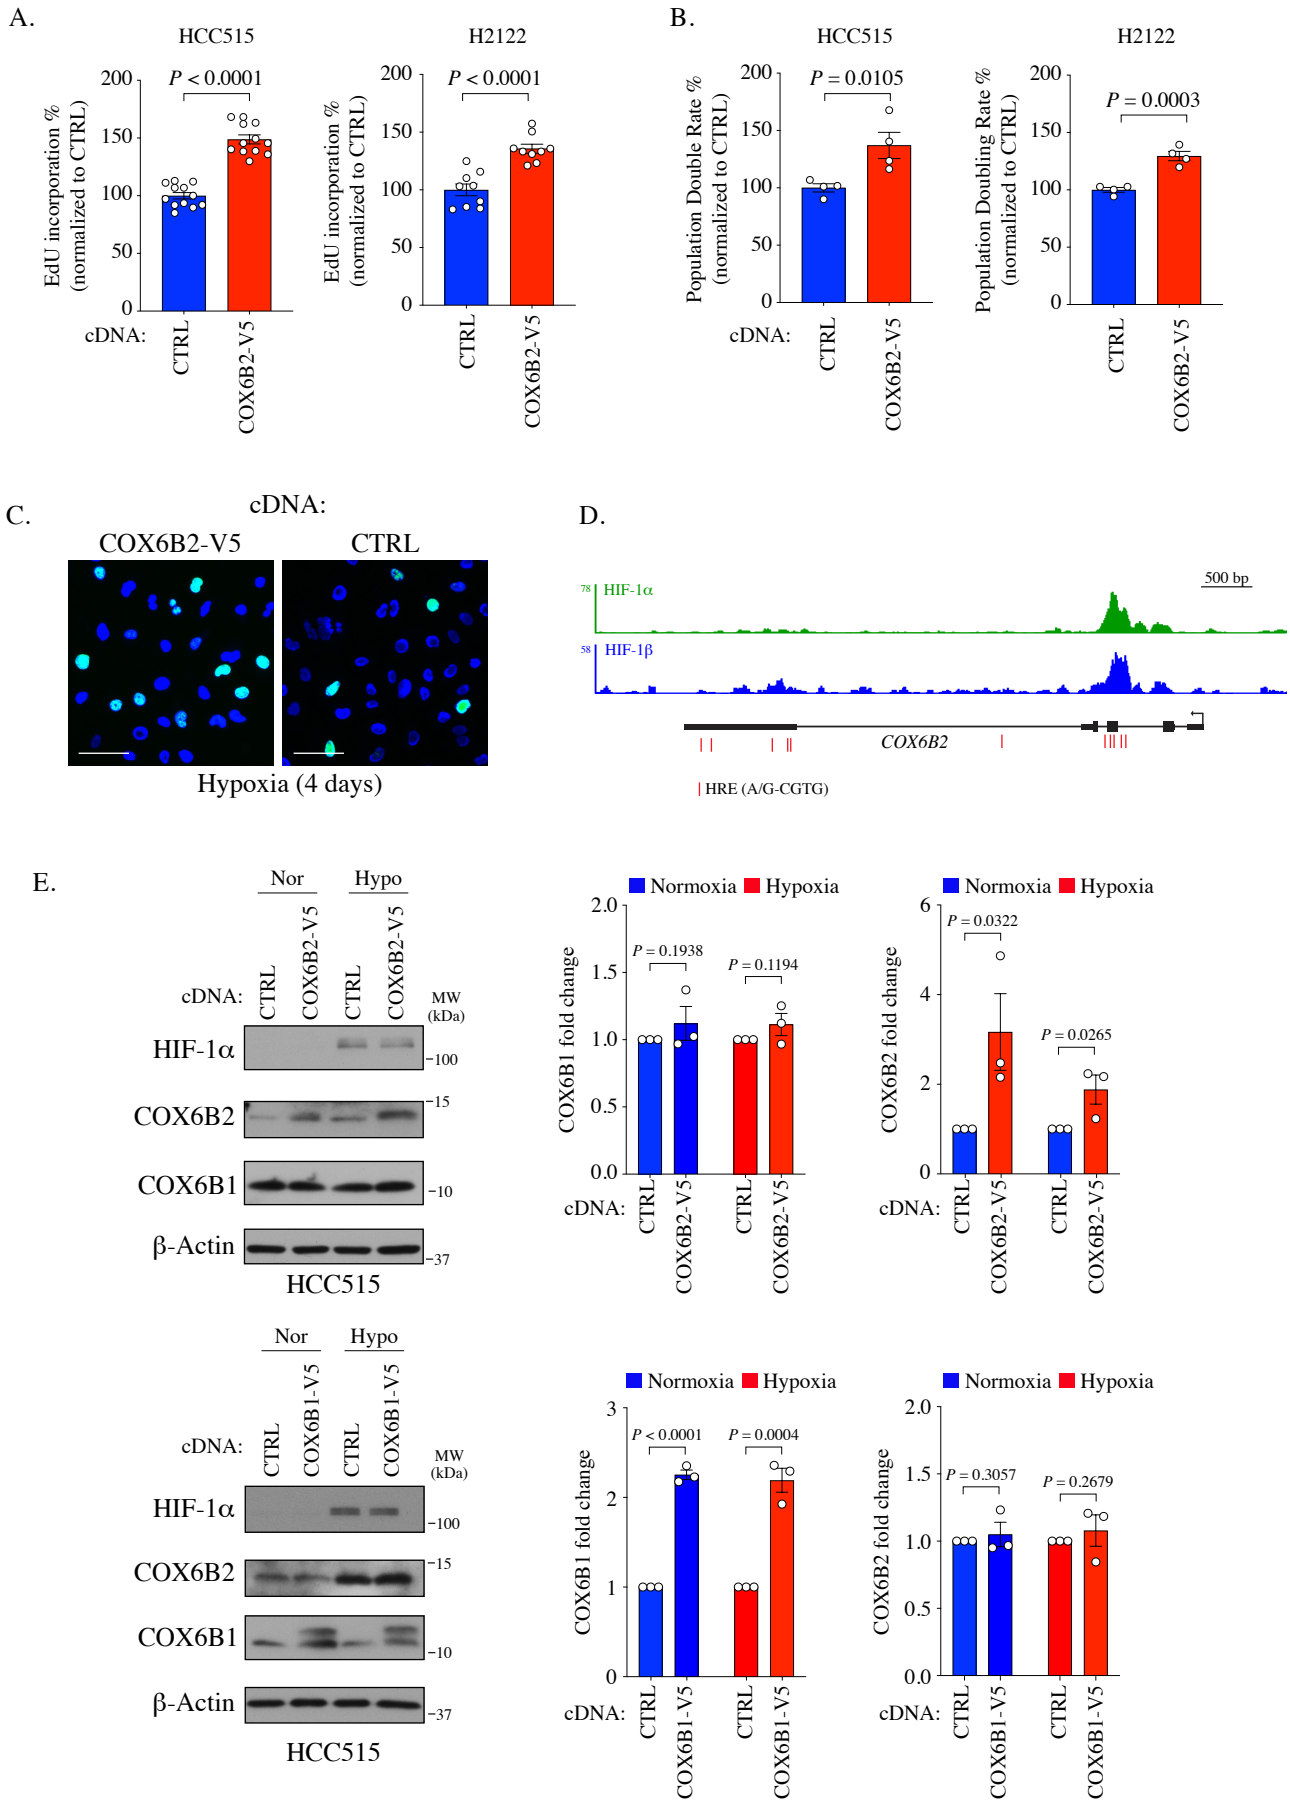 A.
HCC515
P < 0.0001
EdU incorporation %
(normalized to CTRL)
200
150
100
50
0
cDNA:
CTRL
COX6B2-V5
H2122
P < 0.0001
EdU incorporation %
(normalized to CTRL)
200
150
100
50
0
CTRL
COX6B2-V5
B.
HCC515
P = 0.0105
Population Double Rate %
(normalized to CTRL)
200
150
100
50
0
cDNA:
CTRL
COX6B2-V5
H2122
P = 0.0003
Population Doubling Rate %
(normalized to CTRL)
200
150
100
50
0
CTRL
COX6B2-V5
C.
cDNA:
COX6B2-V5
CTRL
Hypoxia (4 days)
D.
500 bp
78
HIF-1α
58
HIF-1β
COX6B2
HRE (A/G-CGTG)
E.
Nor
Hypo
cDNA:
CTRL
COX6B2-V5
CTRL
COX6B2-V5
MW
(kDa)
HIF-1α
-100
COX6B2
-15
COX6B1
-10
β-Actin
-37
HCC515
Normoxia
Hypoxia
COX6B1 fold change
2.0
1.5
1.0
0.5
0.0
P = 0.1938
P = 0.1194
cDNA:
CTRL
COX6B2-V5
CTRL
COX6B2-V5
Normoxia
Hypoxia
COX6B2 fold change
6
4
2
0
P = 0.0322
P = 0.0265
cDNA:
CTRL
COX6B2-V5
CTRL
COX6B2-V5
Nor
Hypo
cDNA:
CTRL
COX6B1-V5
CTRL
COX6B1-V5
MW
(kDa)
HIF-1α
-100
COX6B2
-15
COX6B1
-10
β-Actin
-37
HCC515
Normoxia
Hypoxia
COX6B1 fold change
3
2
1
0
P < 0.0001
P = 0.0004
cDNA:
CTRL
COX6B1-V5
CTRL
COX6B1-V5
Normoxia
Hypoxia
COX6B2 fold change
2.0
1.5
1.0
0.5
0.0
P = 0.3057
P = 0.2679
cDNA:
CTRL
COX6B1-V5
CTRL
COX6B1-V5